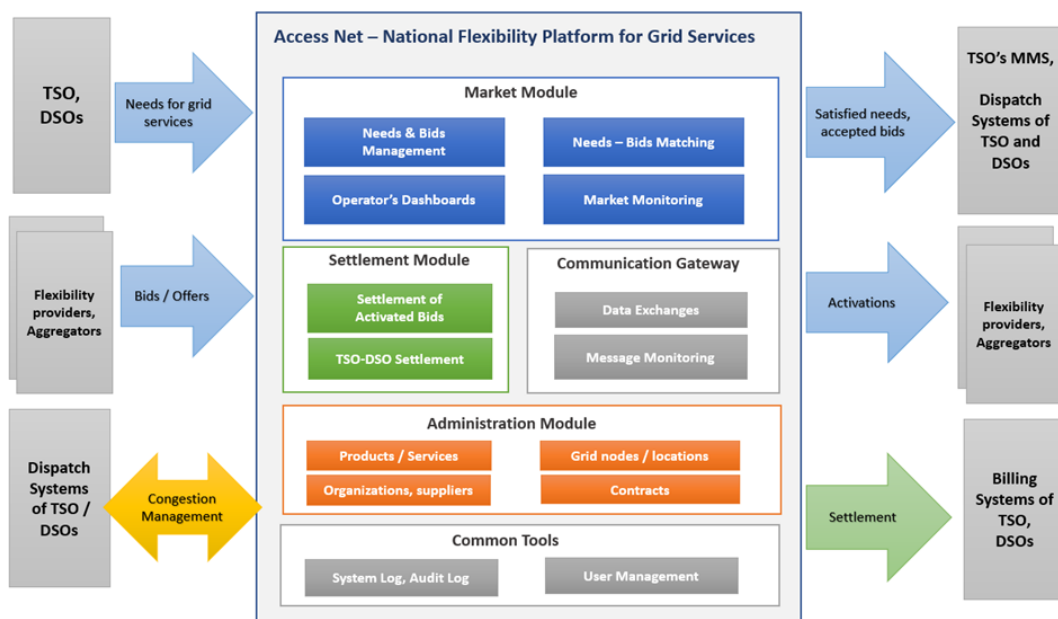 Access Net – National Flexibility Platform for Grid Services
TSO,
DSOs
Needs for grid
services
Flexibility
providers,
Aggregators
Bids / Offers
Dispatch
Systems
of TSO /
DSOs
Congestion
Management
Market Module
Needs & Bids
Management
Needs – Bids Matching
Operator's Dashboards
Market Monitoring
Settlement Module
Settlement of
Activated Bids
TSO-DSO Settlement
Communication Gateway
Data Exchanges
Message Monitoring
Administration Module
Products / Services
Grid nodes / locations
Organizations, suppliers
Contracts
Common Tools
System Log, Audit Log
User Management
Satisfied needs,
accepted bids
TSO's MMS,
Dispatch
Systems of
TSO and
DSOs
Activations
Flexibility
providers,
Aggregators
Settlement
Billing
Systems of
TSO,
DSOs